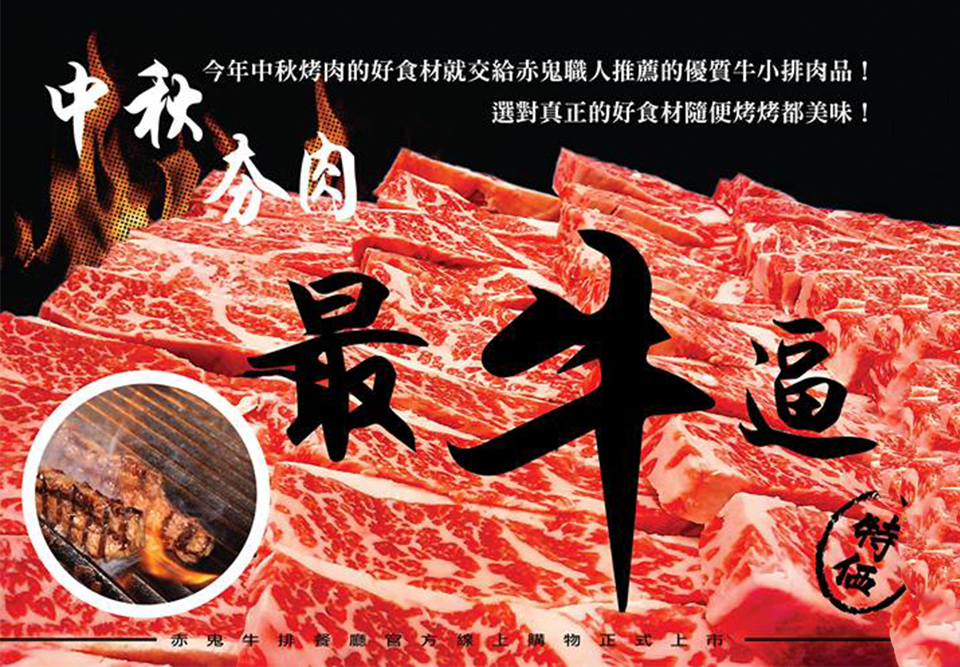 中秋
夯肉
今年中秋烤肉的好食材就交給赤鬼職人推薦的優質牛小排肉品！
選對真正的好食材隨便烤烤都美味！
最牛逼
特価
赤鬼牛排餐廳官方線上購物正式上市